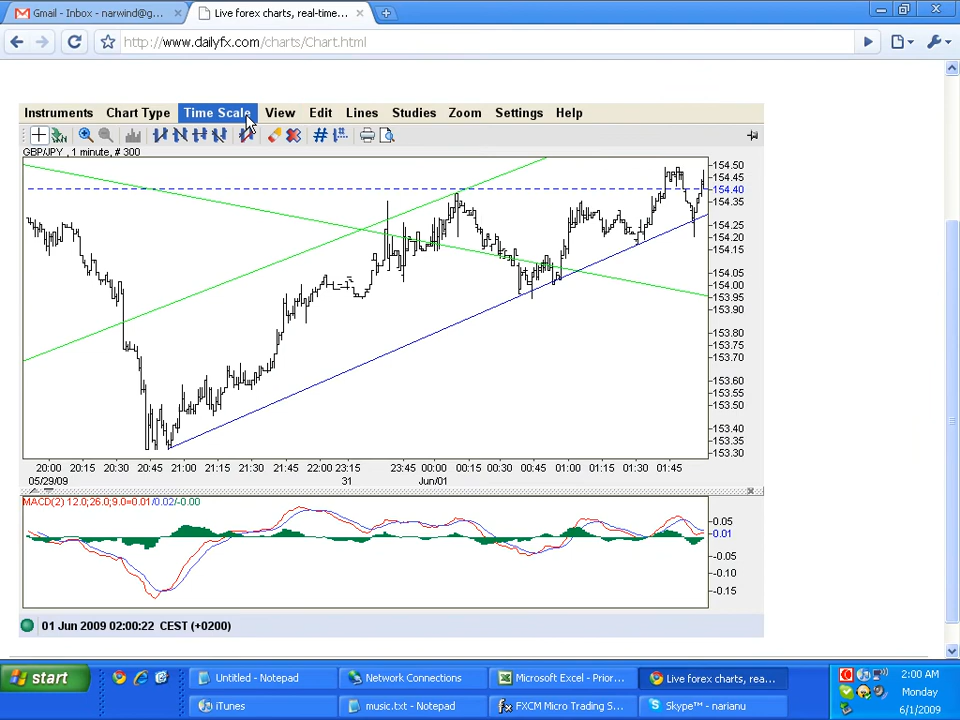 Gmail - Inbox - narwind@g...
Live forex charts, real-time...
http://www.dailyfx.com/charts/Chart.html
Instruments Chart Type Time Scale View Edit Lines Studies Zoom Settings Help
GBP/JPY , 1 minute, # 300
154.50
154.45
154.40
154.35
154.25
154.20
154.15
154.05
154.00
153.95
153.90
153.80
153.75
153.70
153.60
153.55
153.50
153.40
153.35
153.30
20:00 20:15 20:30 20:45 21:00 21:15 21:30 21:45 22:00 23:15 23:45 00:00 00:15 00:30 00:45 01:00 01:15 01:30 01:45
05/29/09 31 Jun/01
MACD(2) 12.0;26.0;9.0=0.01/0.02/-0.00
0.05
0.01
-0.05
-0.10
-0.15
01 Jun 2009 02:00:22 CEST (+0200)
start
Untitled - Notepad
Network Connections
Microsoft Excel - Prior...
Live forex charts, rea...
2:00 AM
Monday
iTunes
music.txt - Notepad
FXCM Micro Trading S...
Skype™ - narianu
6/1/2009